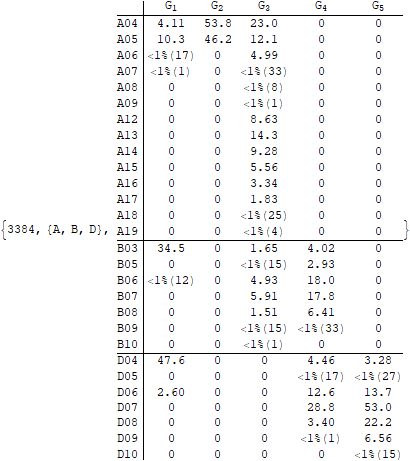 G1 G2 G3 G4 G5
A04 4.11 53.8 23.0 0 0
A05 10.3 46.2 12.1 0 0
A06 <1%(17) 0 4.99 0 0
A07 <1%(1) 0 <1%(33) 0 0
A08 0 0 <1%(8) 0 0
A09 0 0 <1%(1) 0 0
A12 0 0 8.63 0 0
A13 0 0 14.3 0 0
A14 0 0 9.28 0 0
A15 0 0 5.56 0 0
A16 0 0 3.34 0 0
A17 0 0 1.83 0 0
A18 0 0 <1%(25) 0 0
{3384, {A, B, D}, A19 0 0 <1%(4) 0 0 }
B03 34.5 0 1.65 4.02 0
B05 0 0 <1%(15) 2.93 0
B06 <1%(12) 0 4.93 18.0 0
B07 0 0 5.91 17.8 0
B08 0 0 1.51 6.41 0
B09 0 0 <1%(15) <1%(33) 0
B10 0 0 <1%(1) 0 0
D04 47.6 0 0 4.46 3.28
D05 0 0 0 <1%(17) <1%(27)
D06 2.60 0 0 12.6 13.7
D07 0 0 0 28.8 53.0
D08 0 0 0 3.40 22.2
D09 0 0 0 <1%(1) 6.56
D10 0 0 0 0 <1%(15)